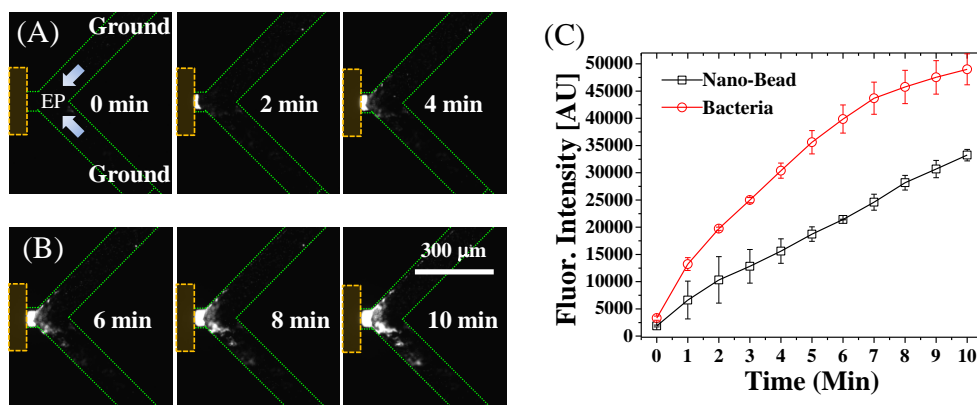 (A)
Ground
EP
0 min
2 min
4 min
Ground
(B)
300 μm
6 min
8 min
10 min
(C)
Nano-Bead
Bacteria
Fluor. Intensity [AU]
50000
45000
40000
35000
30000
25000
20000
15000
10000
5000
0
0 1 2 3 4 5 6 7 8 9 10
Time (Min)